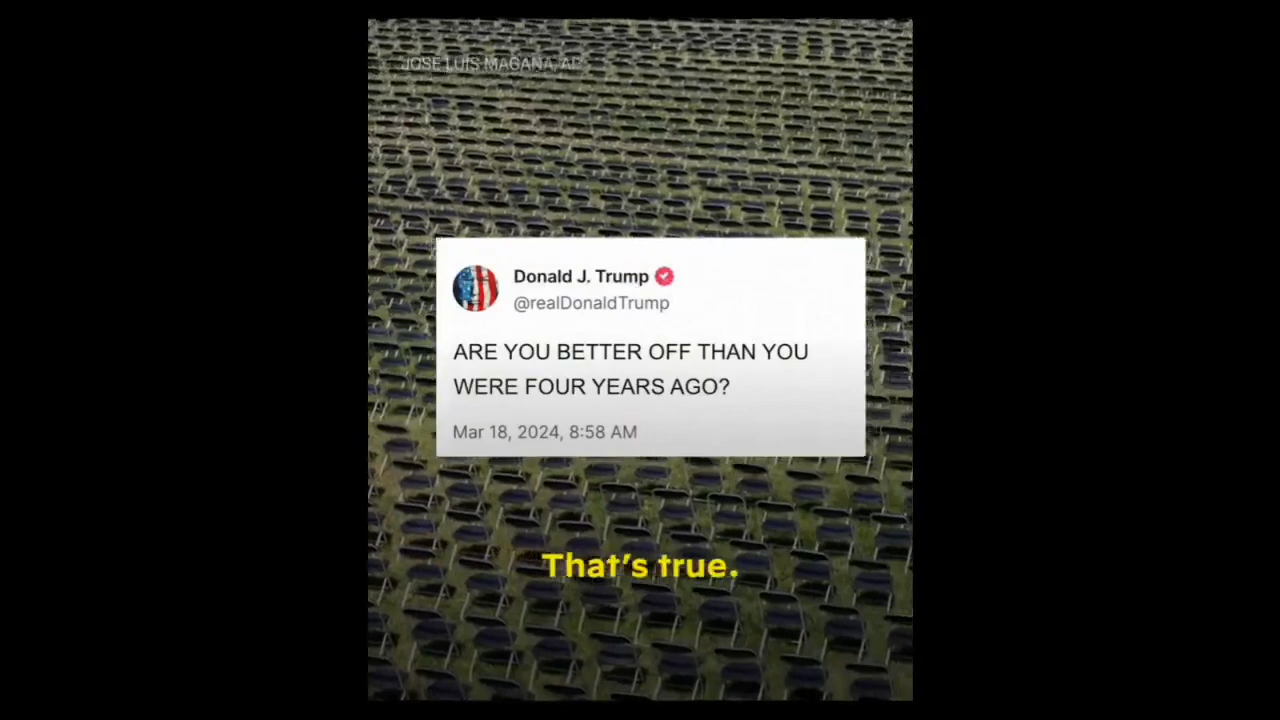 JOSE LUIS MAGANA, AP
Donald J. Trump
@realDonaldTrump
ARE YOU BETTER OFF THAN YOU
WERE FOUR YEARS AGO?
Mar 18, 2024, 8:58 AM
That's true.